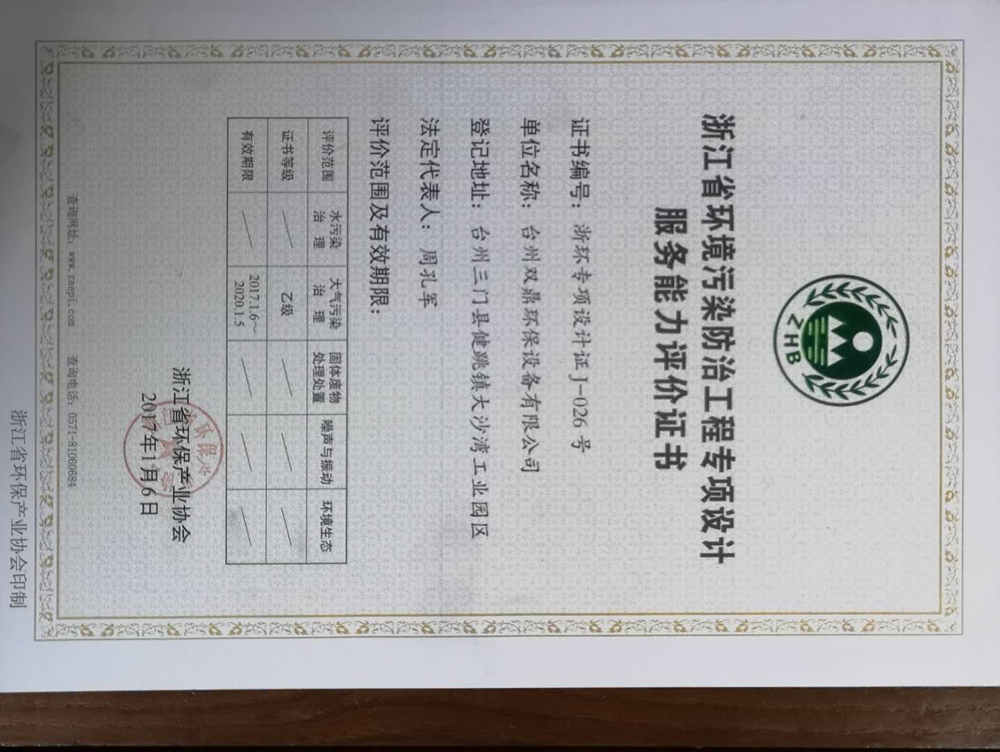 ZHB
浙江省环境污染防治工程专项设计
服务能力评价证书
证书编号：浙环专项设计证J-026号
单位名称：台州双鼎环保设备有限公司
登记地址：台州三门县健跳镇大沙湾工业园区
法定代表人：周孔军
评价范围及有效期限：
评价范围 水污染治理 大气污染治理 固体废物处理处置 噪声与振动 环境生态
证书等级 —— 乙级 —— —— ——
有效期限 —— 2017.1.6～2020.1.5 —— —— ——
浙江省环保产业协会
2017年1月6日
查询网址：www.zaepi.com 查询电话：0571-81060684
浙江省环保产业协会印制